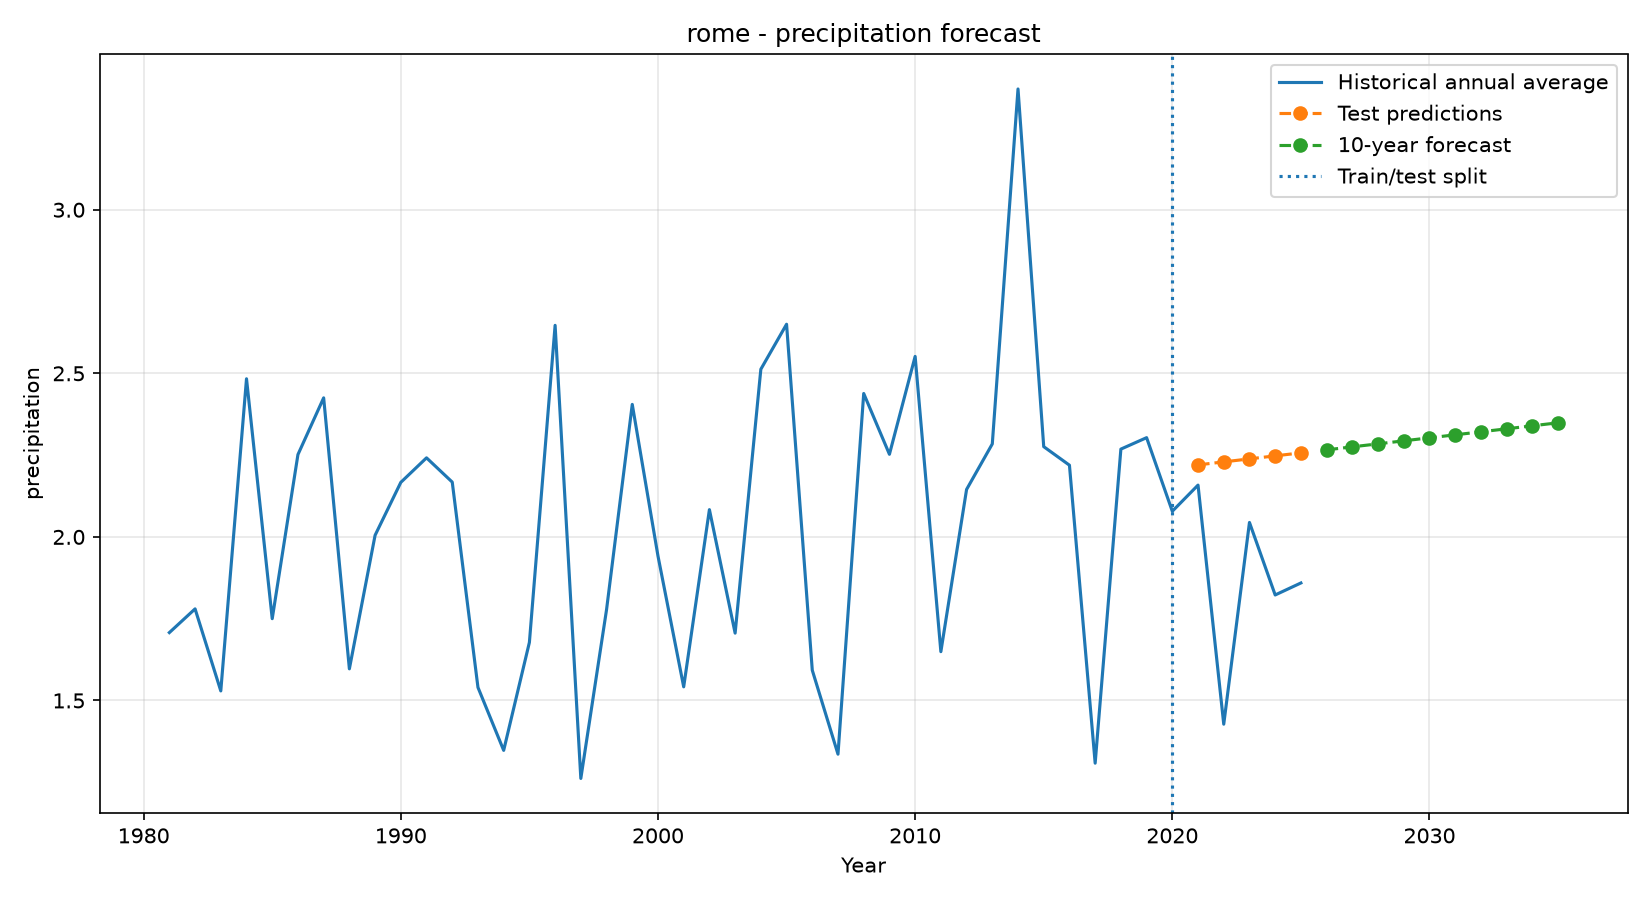 rome - precipitation forecast
Historical annual average
Test predictions
10-year forecast
Train/test split
precipitation
3.0
2.5
2.0
1.5
1980 1990 2000 2010 2020 2030
Year